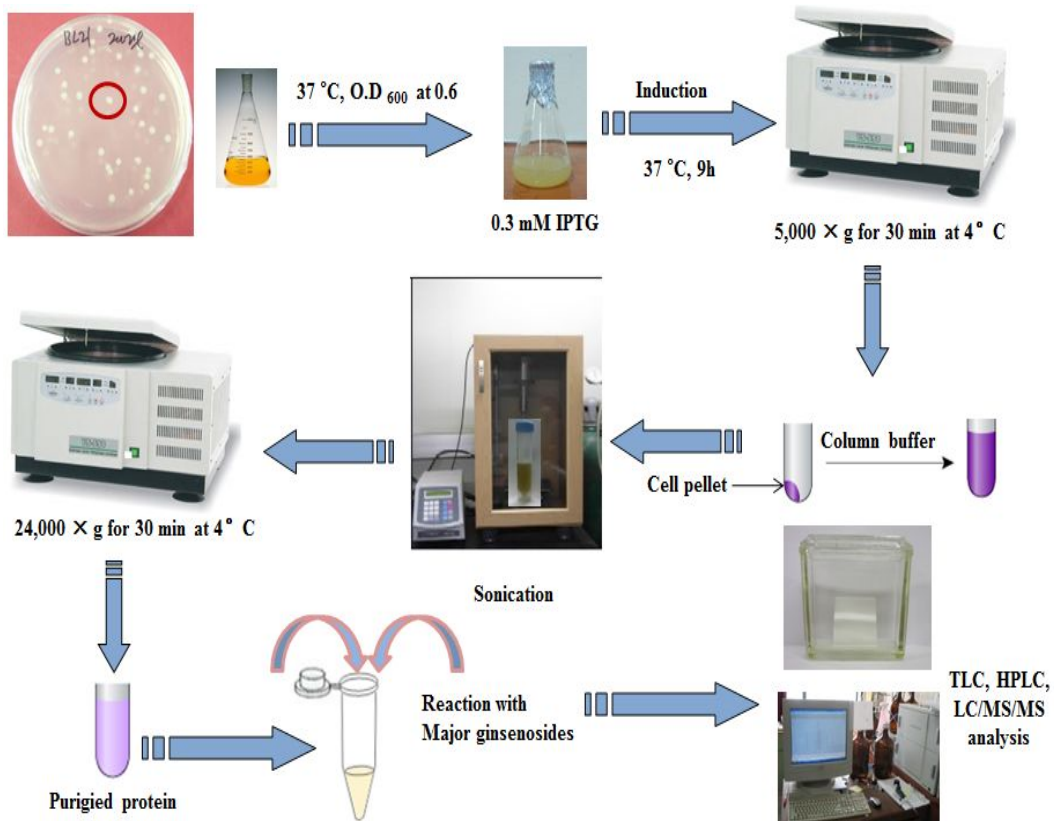 BL21
37 °C, O.D 600 at 0.6
Induction
37 °C, 9h
0.3 mM IPTG
5,000 × g for 30 min at 4° C
Column buffer
Cell pellet
24,000 × g for 30 min at 4° C
Sonication
Reaction with
Major ginsenosides
TLC, HPLC,
LC/MS/MS
analysis
Purigied protein